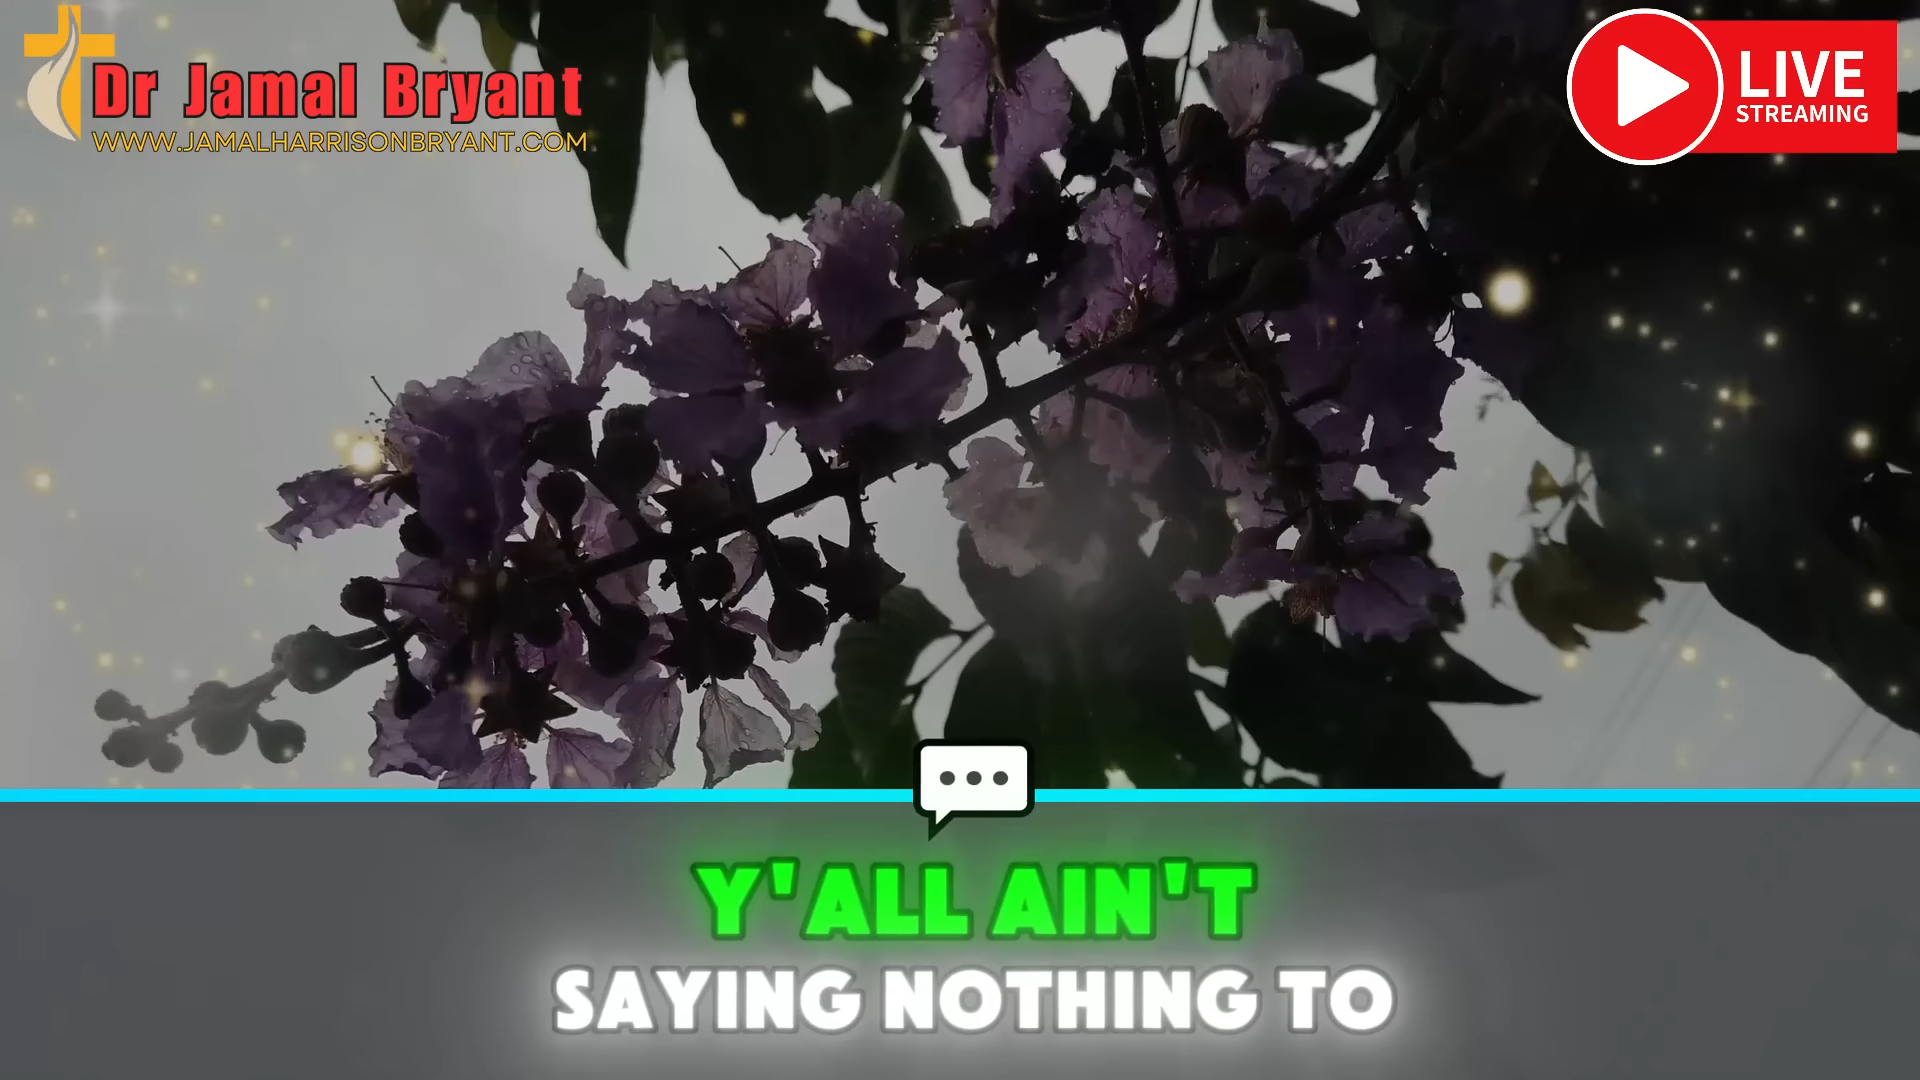 Dr Jamal Bryant
WWW.JAMALHARRISONBRYANT.COM
LIVE
STREAMING
Y'ALL AIN'T
SAYING NOTHING TO